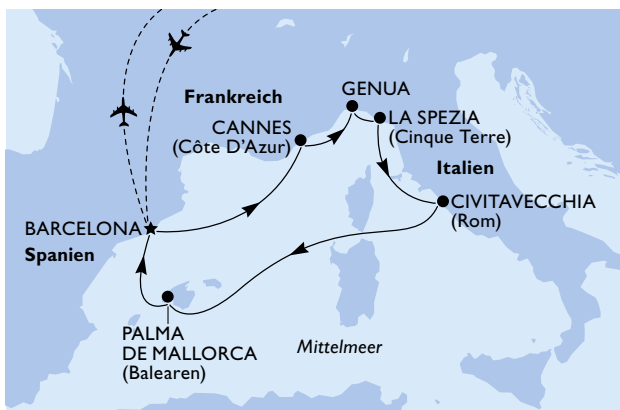 Frankreich
GENUA
CANNES
(Côte D'Azur)
LA SPEZIA
(Cinque Terre)
Italien
CIVITAVECCHIA
(Rom)
BARCELONA
Spanien
PALMA
DE MALLORCA
(Balearen)
Mittelmeer